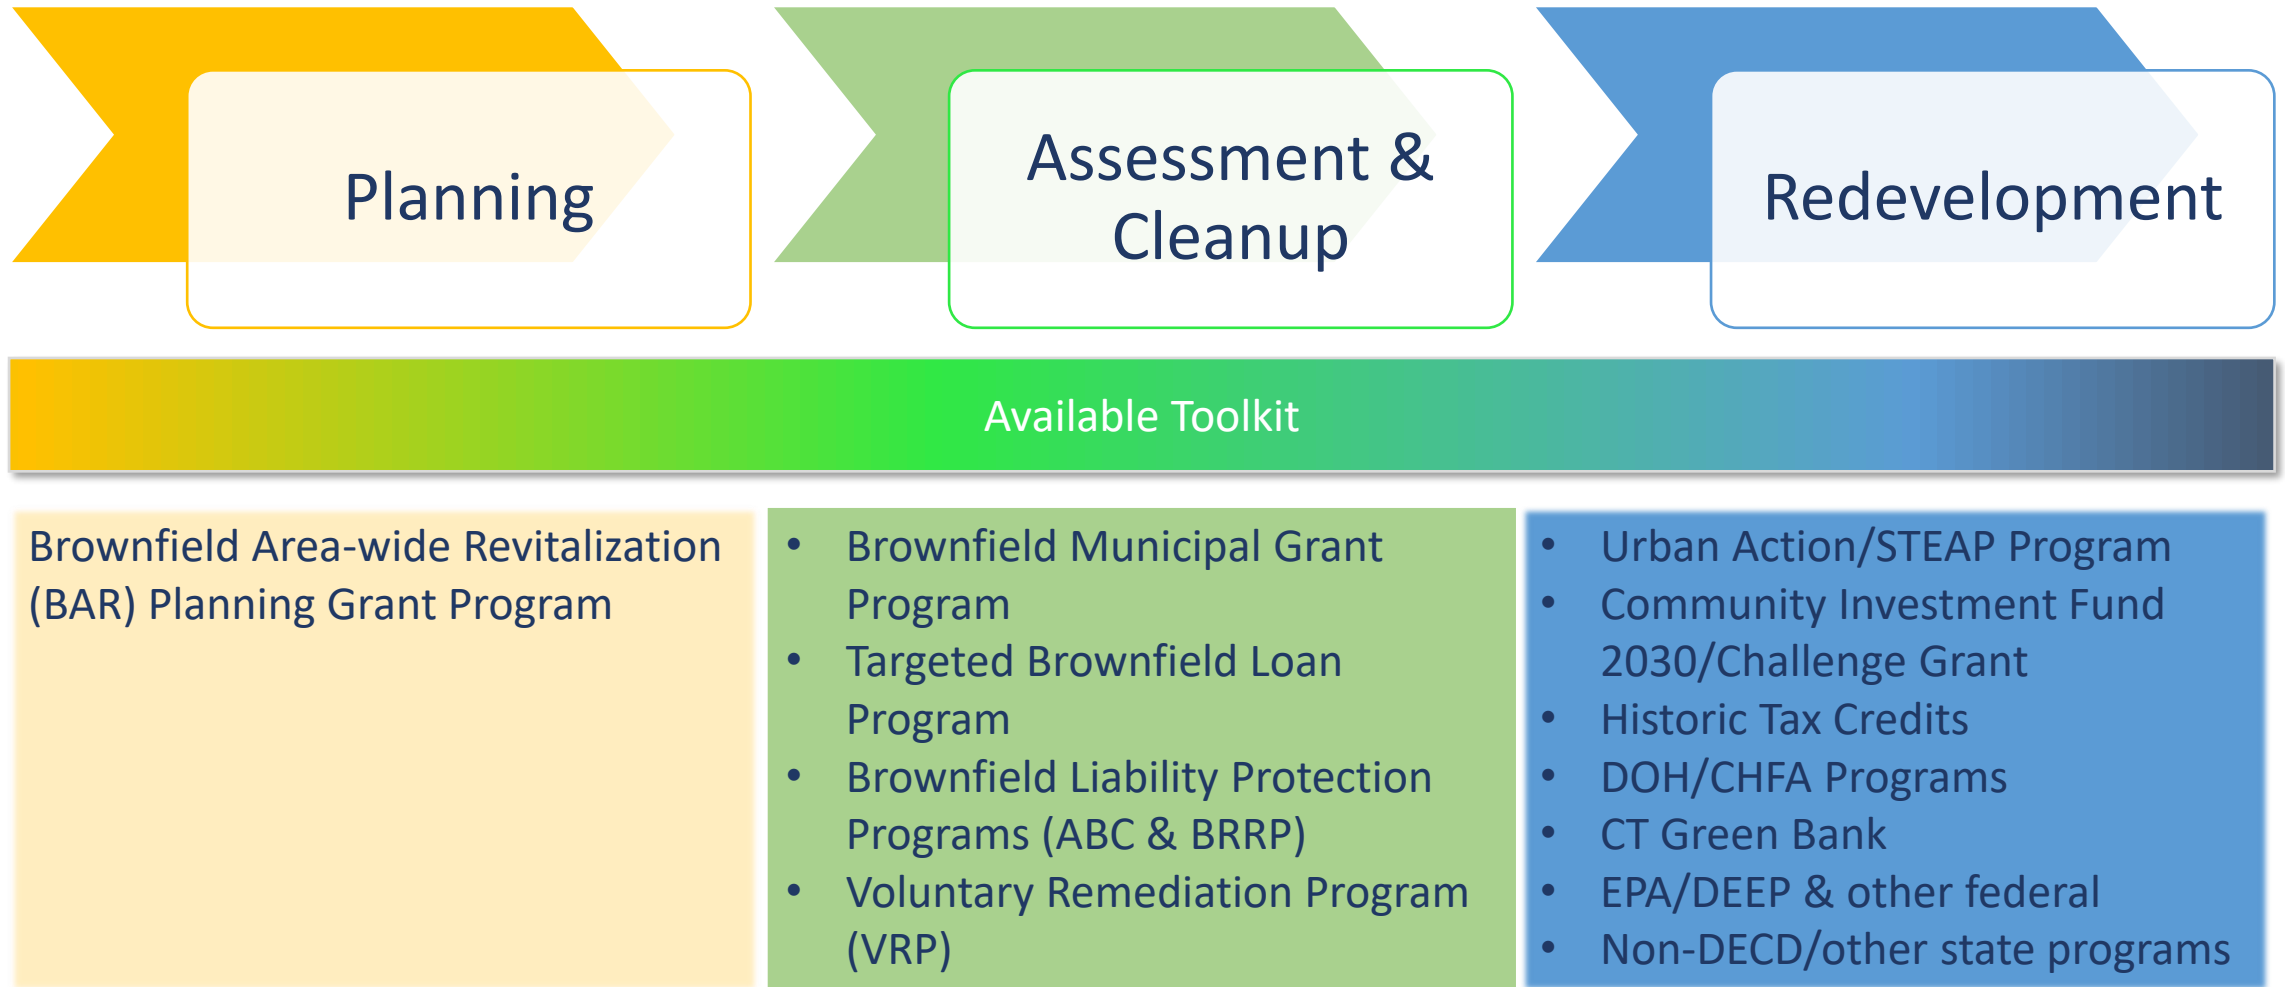 Planning
Assessment &
Cleanup
Redevelopment
Available Toolkit
Brownfield Area-wide Revitalization
(BAR) Planning Grant Program
• Brownfield Municipal Grant
Program
• Targeted Brownfield Loan
Program
• Brownfield Liability Protection
Programs (ABC & BRRP)
• Voluntary Remediation Program
(VRP)
• Urban Action/STEAP Program
• Community Investment Fund
2030/Challenge Grant
• Historic Tax Credits
• DOH/CHFA Programs
• CT Green Bank
• EPA/DEEP & other federal
• Non-DECD/other state programs